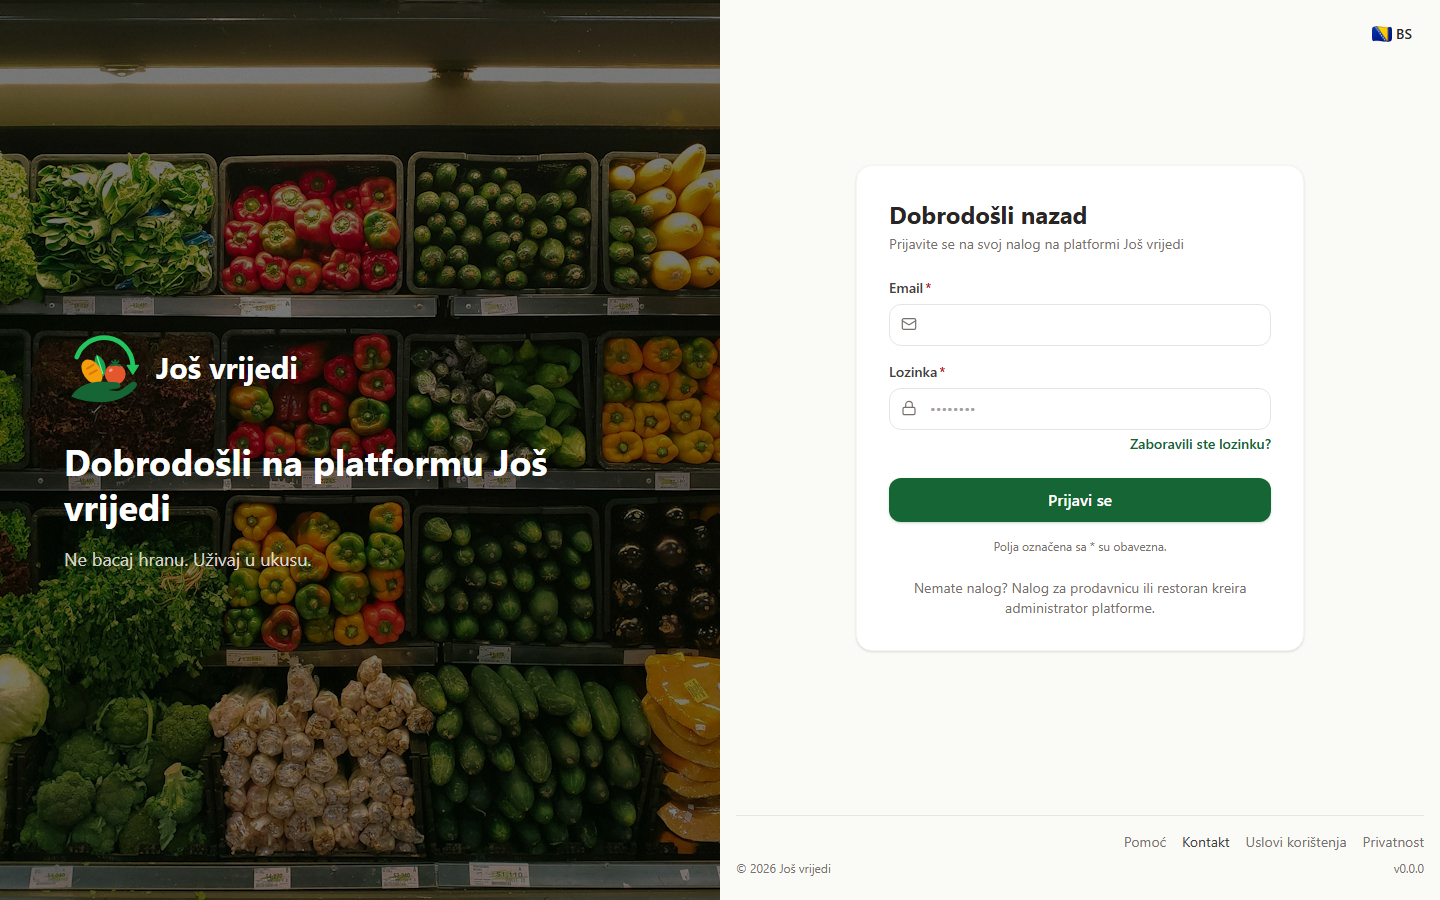 BS
Još vrijedi
Dobrodošli na platformu Još
vrijedi
Ne bacaj hranu. Uživaj u ukusu.
Dobrodošli nazad
Prijavite se na svoj nalog na platformi Još vrijedi
Email *
Lozinka *
••••••••
Zaboravili ste lozinku?
Prijavi se
Polja označena sa * su obavezna.
Nemate nalog? Nalog za prodavnicu ili restoran kreira
administrator platforme.
Pomoć Kontakt Uslovi korištenja Privatnost
© 2026 Još vrijedi v0.0.0